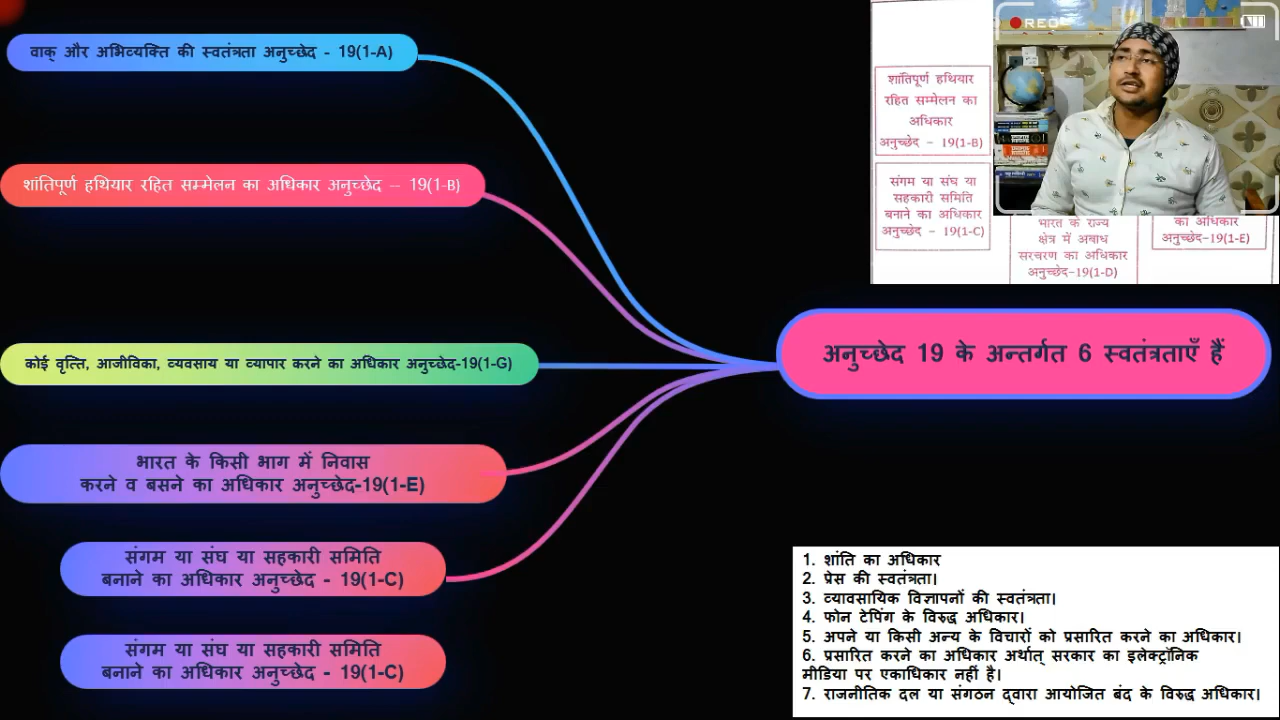 वाक् और अभिव्यक्ति की स्वतंत्रता अनुच्छेद - 19(1-A)
शांतिपूर्ण हथियार रहित सम्मेलन का अधिकार अनुच्छेद – 19(1-B)
कोई वृत्ति, आजीविका, व्यवसाय या व्यापार करने का अधिकार अनुच्छेद-19(1-G)
भारत के किसी भाग में निवास
करने व बसने का अधिकार अनुच्छेद-19(1-E)
संगम या संघ या सहकारी समिति
बनाने का अधिकार अनुच्छेद - 19(1-C)
संगम या संघ या सहकारी समिति
बनाने का अधिकार अनुच्छेद - 19(1-C)
शांतिपूर्ण हथियार
रहित सम्मेलन का
अधिकार
अनुच्छेद - 19(1-B)
संगम या संघ या
सहकारी समिति
बनाने का अधिकार
अनुच्छेद - 19(1-C)
भारत के राज्य
क्षेत्र में अबाध
सरचरण का अधिकार
अनुच्छेद-19(1-D)
का अधिकार
अनुच्छेद-19(1-E)
अनुच्छेद 19 के अन्तर्गत 6 स्वतंत्रताएँ हैं
1. शांति का अधिकार
2. प्रेस की स्वतंत्रता।
3. व्यावसायिक विज्ञापनों की स्वतंत्रता।
4. फोन टेपिंग के विरुद्ध अधिकार।
5. अपने या किसी अन्य के विचारों को प्रसारित करने का अधिकार।
6. प्रसारित करने का अधिकार अर्थात् सरकार का इलेक्ट्रॉनिक
मीडिया पर एकाधिकार नहीं है।
7. राजनीतिक दल या संगठन द्वारा आयोजित बंद के विरुद्ध अधिकार।